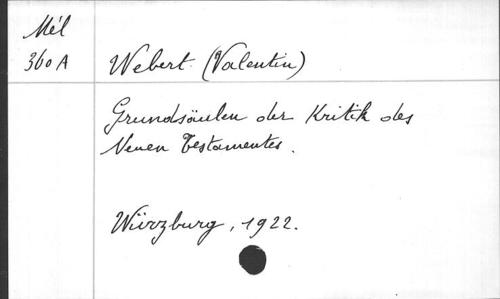 Mél
360 A
Webert (Valentin)
Grundsäulen der Kritik des
Neuen Testamentes.
Würzburg, 1922.